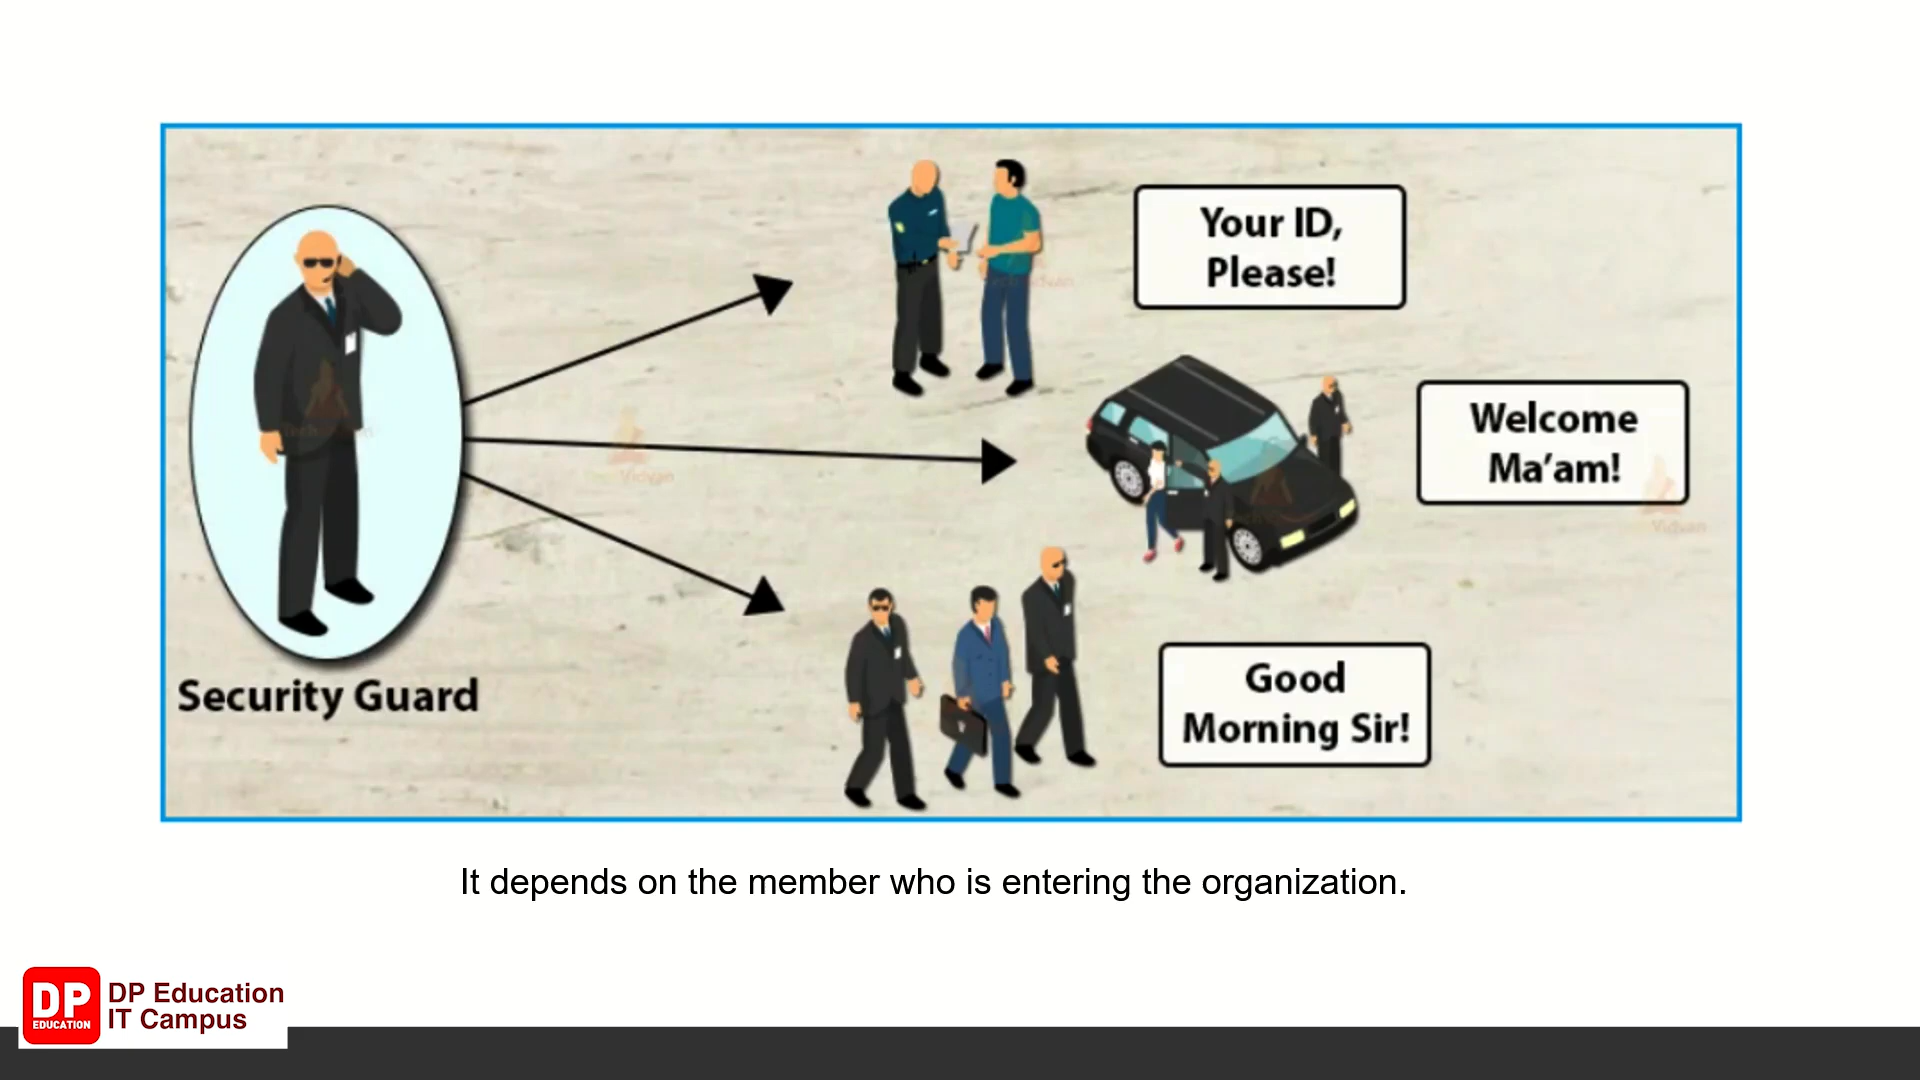 Your ID,
Please!
Welcome
Ma’am!
Good
Morning Sir!
Security Guard
It depends on the member who is entering the organization.
DP
EDUCATION
DP Education
IT Campus